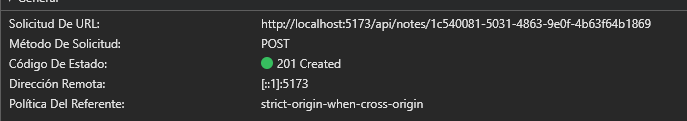 General
Solicitud De URL: http://localhost:5173/api/notes/1c540081-5031-4863-9e0f-4b63f64b1869
Método De Solicitud: POST
Código De Estado: 201 Created
Dirección Remota: [::1]:5173
Política Del Referente: strict-origin-when-cross-origin